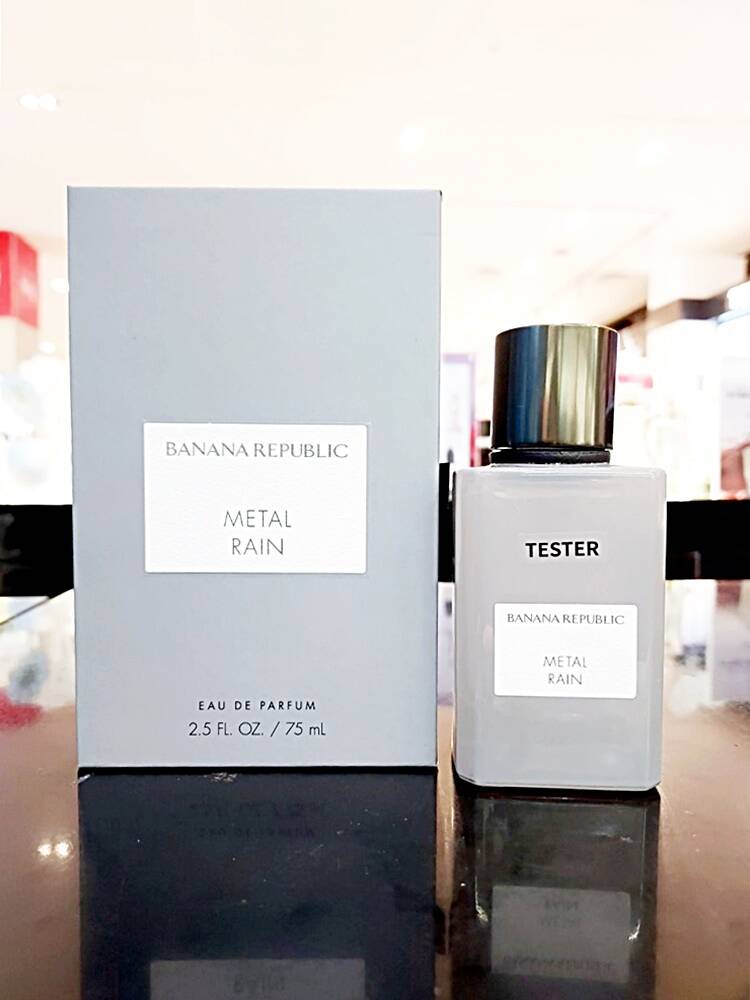 BANANA REPUBLIC
METAL
RAIN
EAU DE PARFUM
2.5 FL. OZ. / 75 mL
TESTER
BANANA REPUBLIC
METAL
RAIN